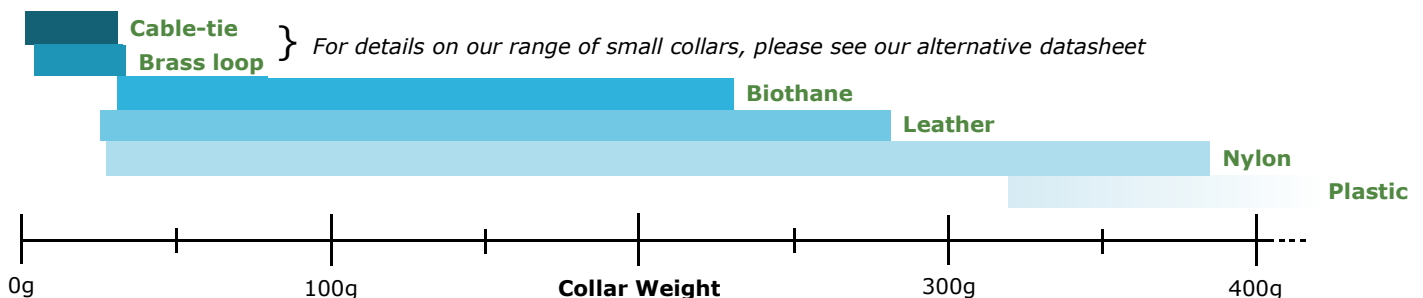 Cable-tie
Brass loop
} For details on our range of small collars, please see our alternative datasheet
Biothane
Leather
Nylon
Plastic
0g 100g Collar Weight 300g 400g